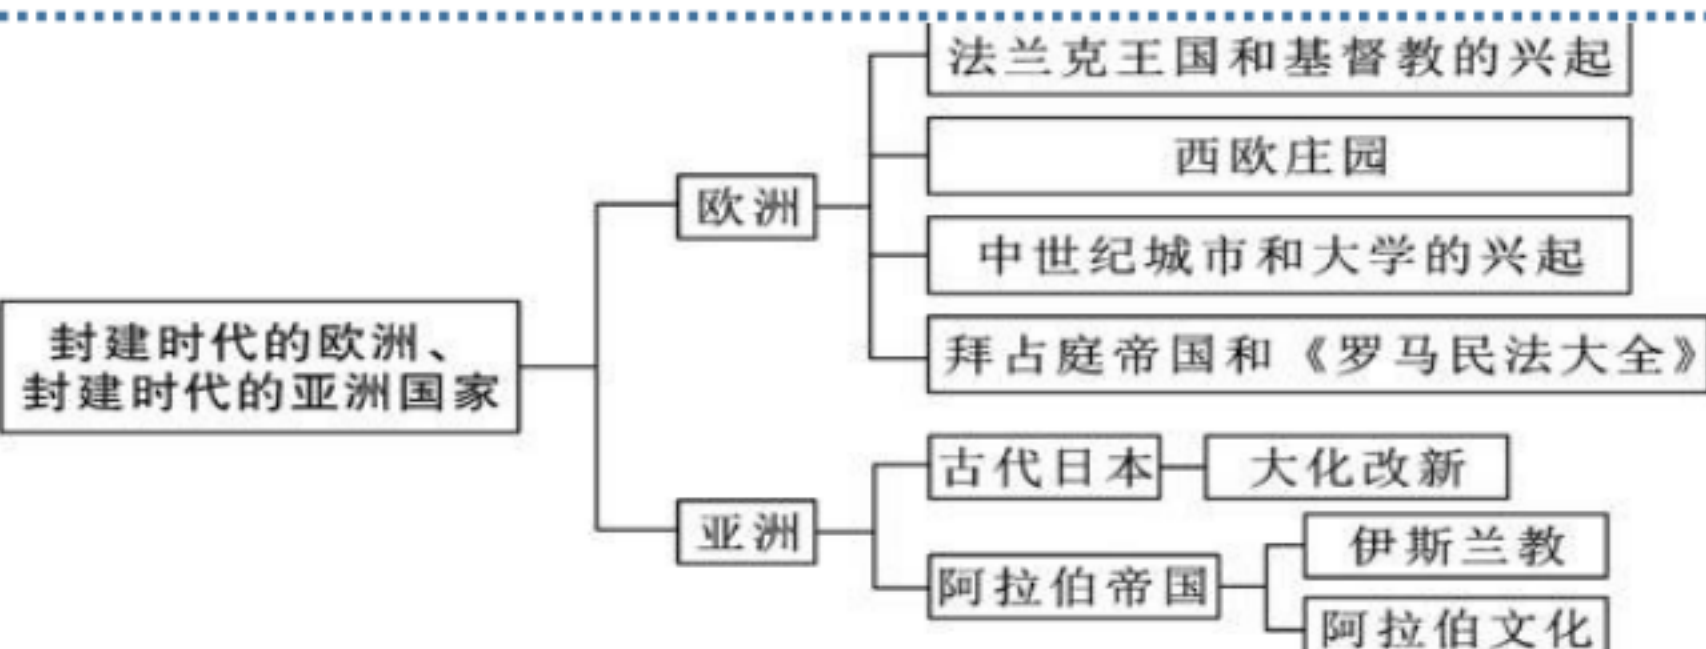 法兰克王国和基督教的兴起
西欧庄园
欧洲
中世纪城市和大学的兴起
封建时代的欧洲、
封建时代的亚洲国家
拜占庭帝国和《罗马民法大全》
古代日本
大化改新
亚洲
伊斯兰教
阿拉伯帝国
阿拉伯文化